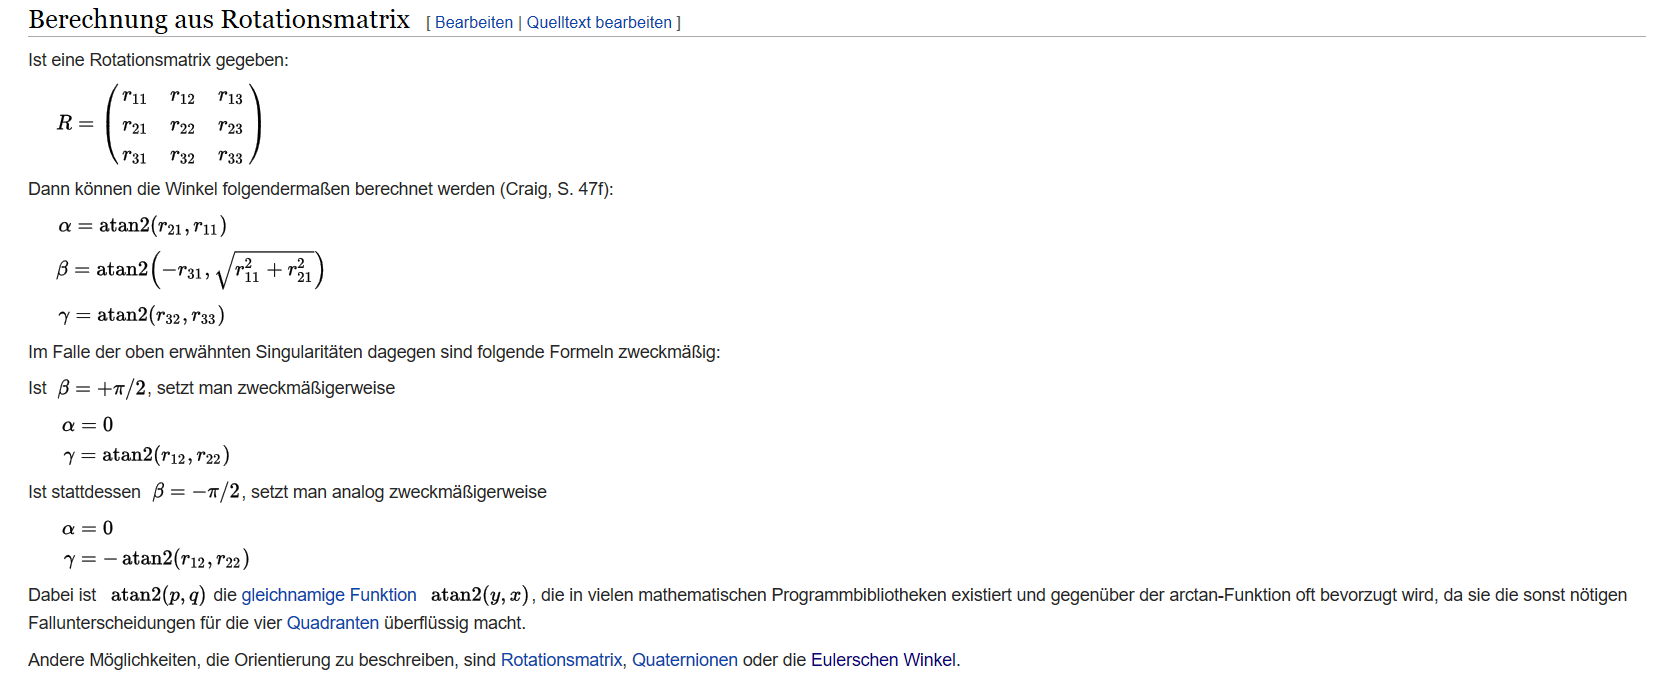 Berechnung aus Rotationsmatrix [ Bearbeiten | Quelltext bearbeiten ]
Ist eine Rotationsmatrix gegeben:
R = ( r11 r12 r13
r21 r22 r23
r31 r32 r33 )
Dann können die Winkel folgendermaßen berechnet werden (Craig, S. 47f):
α = atan2(r21, r11)
β = atan2(−r31, √(r11² + r21²))
γ = atan2(r32, r33)
Im Falle der oben erwähnten Singularitäten dagegen sind folgende Formeln zweckmäßig:
Ist β = +π/2, setzt man zweckmäßigerweise
α = 0
γ = atan2(r12, r22)
Ist stattdessen β = −π/2, setzt man analog zweckmäßigerweise
α = 0
γ = − atan2(r12, r22)
Dabei ist atan2(p, q) die gleichnamige Funktion atan2(y, x), die in vielen mathematischen Programmbibliotheken existiert und gegenüber der arctan-Funktion oft bevorzugt wird, da sie die sonst nötigen
Fallunterscheidungen für die vier Quadranten überflüssig macht.
Andere Möglichkeiten, die Orientierung zu beschreiben, sind Rotationsmatrix, Quaternionen oder die Eulerschen Winkel.